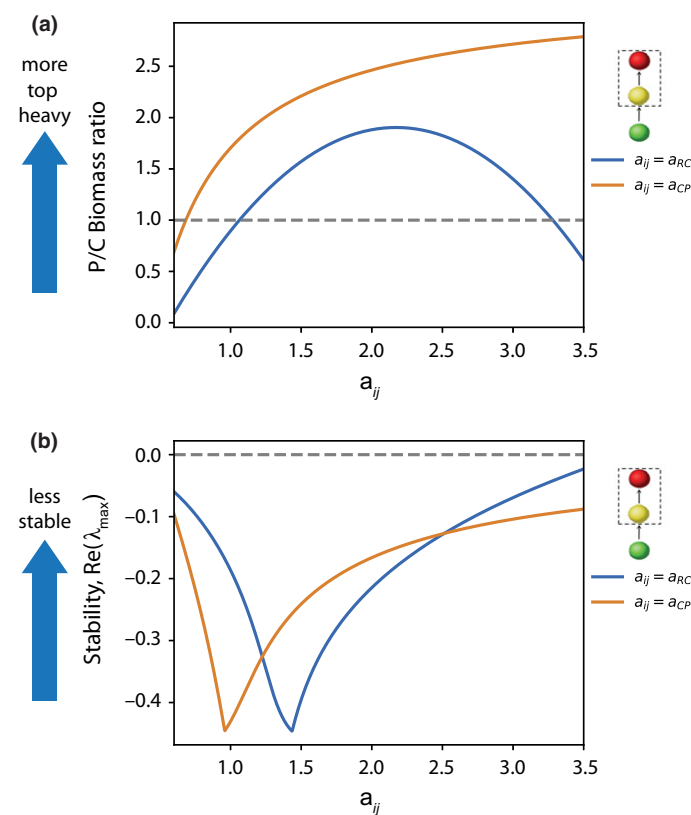 (a)
more
top
heavy
P/C Biomass ratio
2.5
2.0
1.5
1.0
0.5
0.0
1.0 1.5 2.0 2.5 3.0 3.5
a_ij
a_ij = a_RC
a_ij = a_CP
(b)
less
stable
Stability, Re(λ_max)
0.0
−0.1
−0.2
−0.3
−0.4
1.0 1.5 2.0 2.5 3.0 3.5
a_ij
a_ij = a_RC
a_ij = a_CP